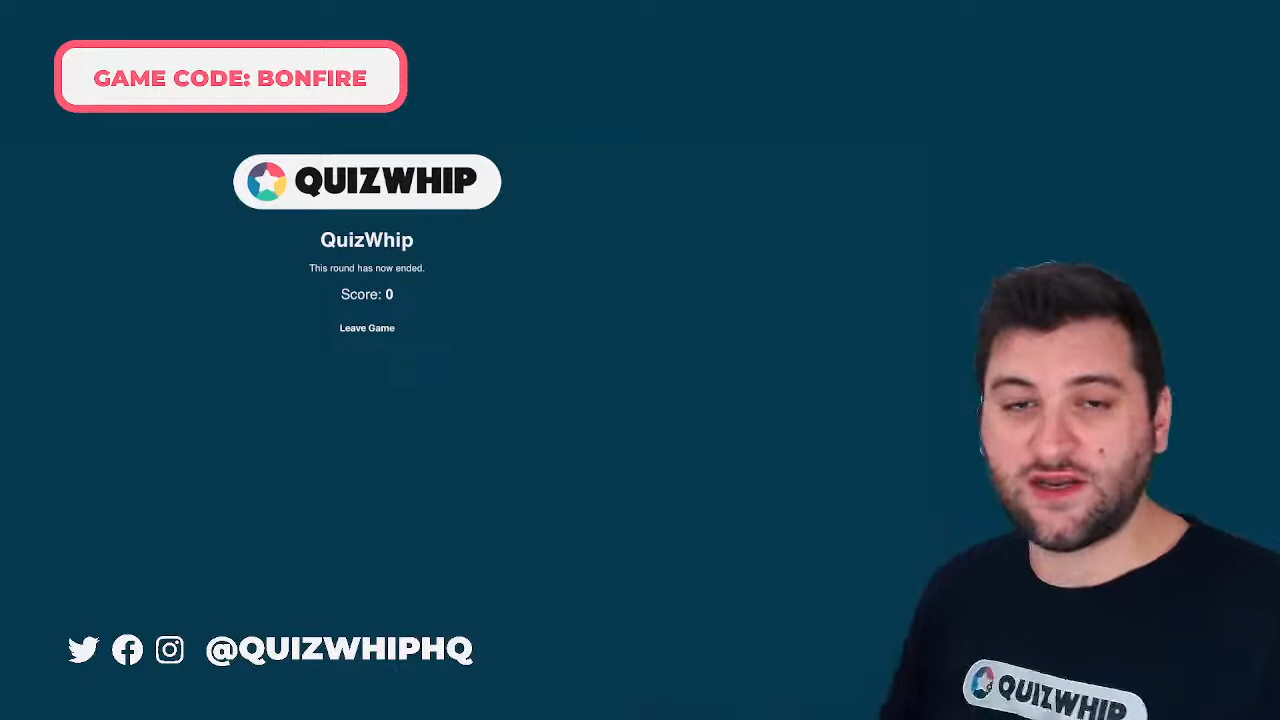 GAME CODE: BONFIRE
QUIZWHIP
QuizWhip
This round has now ended.
Score: 0
Leave Game
@QUIZWHIPHQ
QUIZWHIP